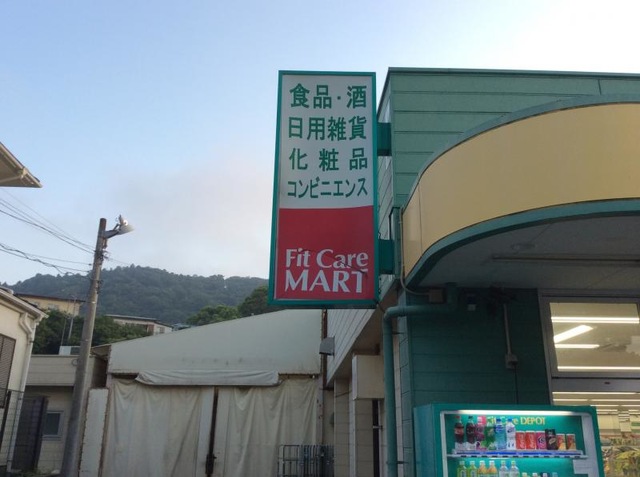 食品・酒
日用雑貨
化粧品
コンビニエンス
Fit Care
MART
DEPOT